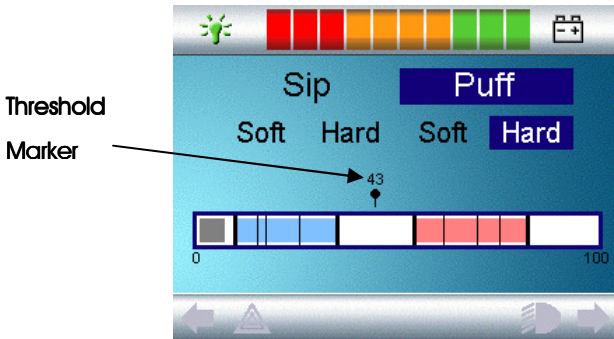 Sip Puff
Threshold
Marker
Soft Hard Soft Hard
43
0 100